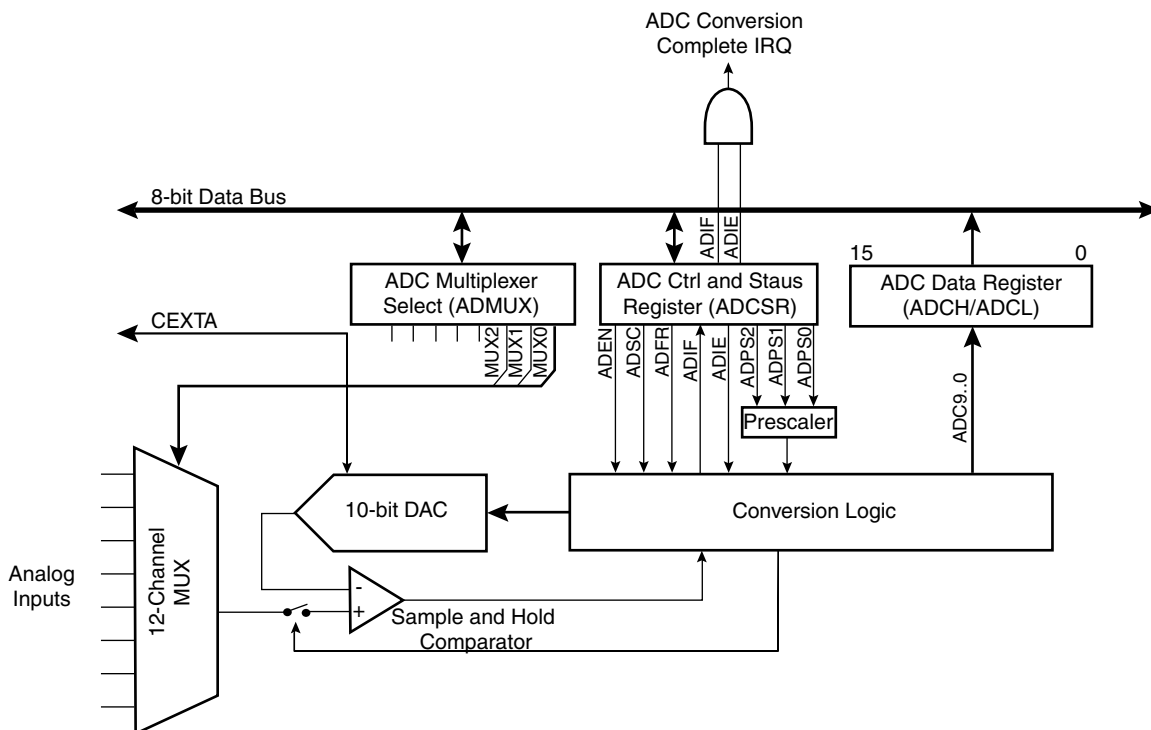 ADC Conversion
Complete IRQ
8-bit Data Bus
ADIF
ADIE
15
0
ADC Multiplexer
Select (ADMUX)
ADC Ctrl and Staus
Register (ADCSR)
ADC Data Register
(ADCH/ADCL)
CEXTA
MUX2
MUX1
MUX0
ADEN
ADSC
ADFR
ADIF
ADIE
ADPS2
ADPS1
ADPS0
ADC9..0
Prescaler
10-bit DAC
Conversion Logic
Analog
Inputs
12-Channel
MUX
-
+
Sample and Hold
Comparator